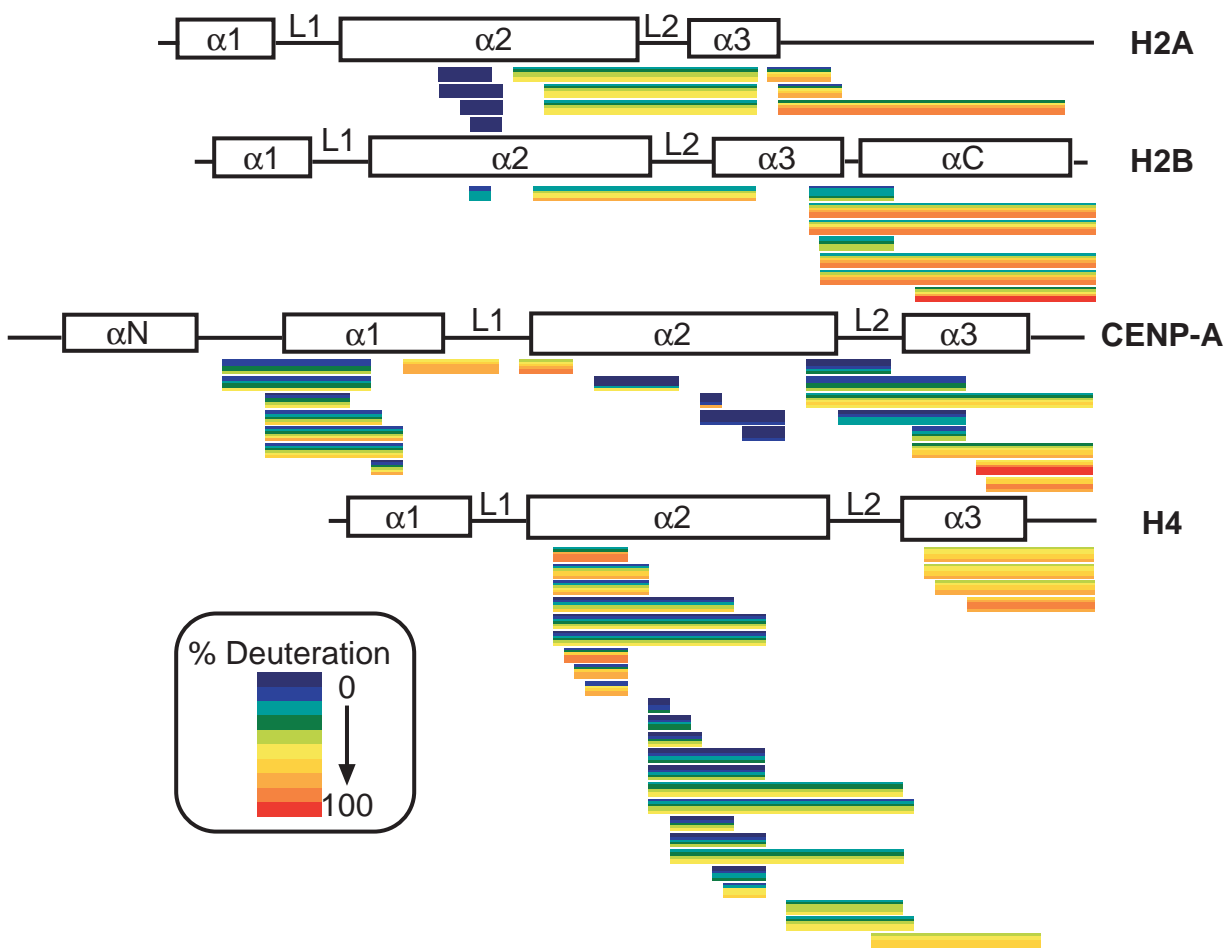 L1 L2
α1 α2 α3 H2A
L1 L2
α1 α2 α3 αC H2B
L1 L2
αN α1 α2 α3 CENP-A
L1 L2
α1 α2 α3 H4
% Deuteration
0
100